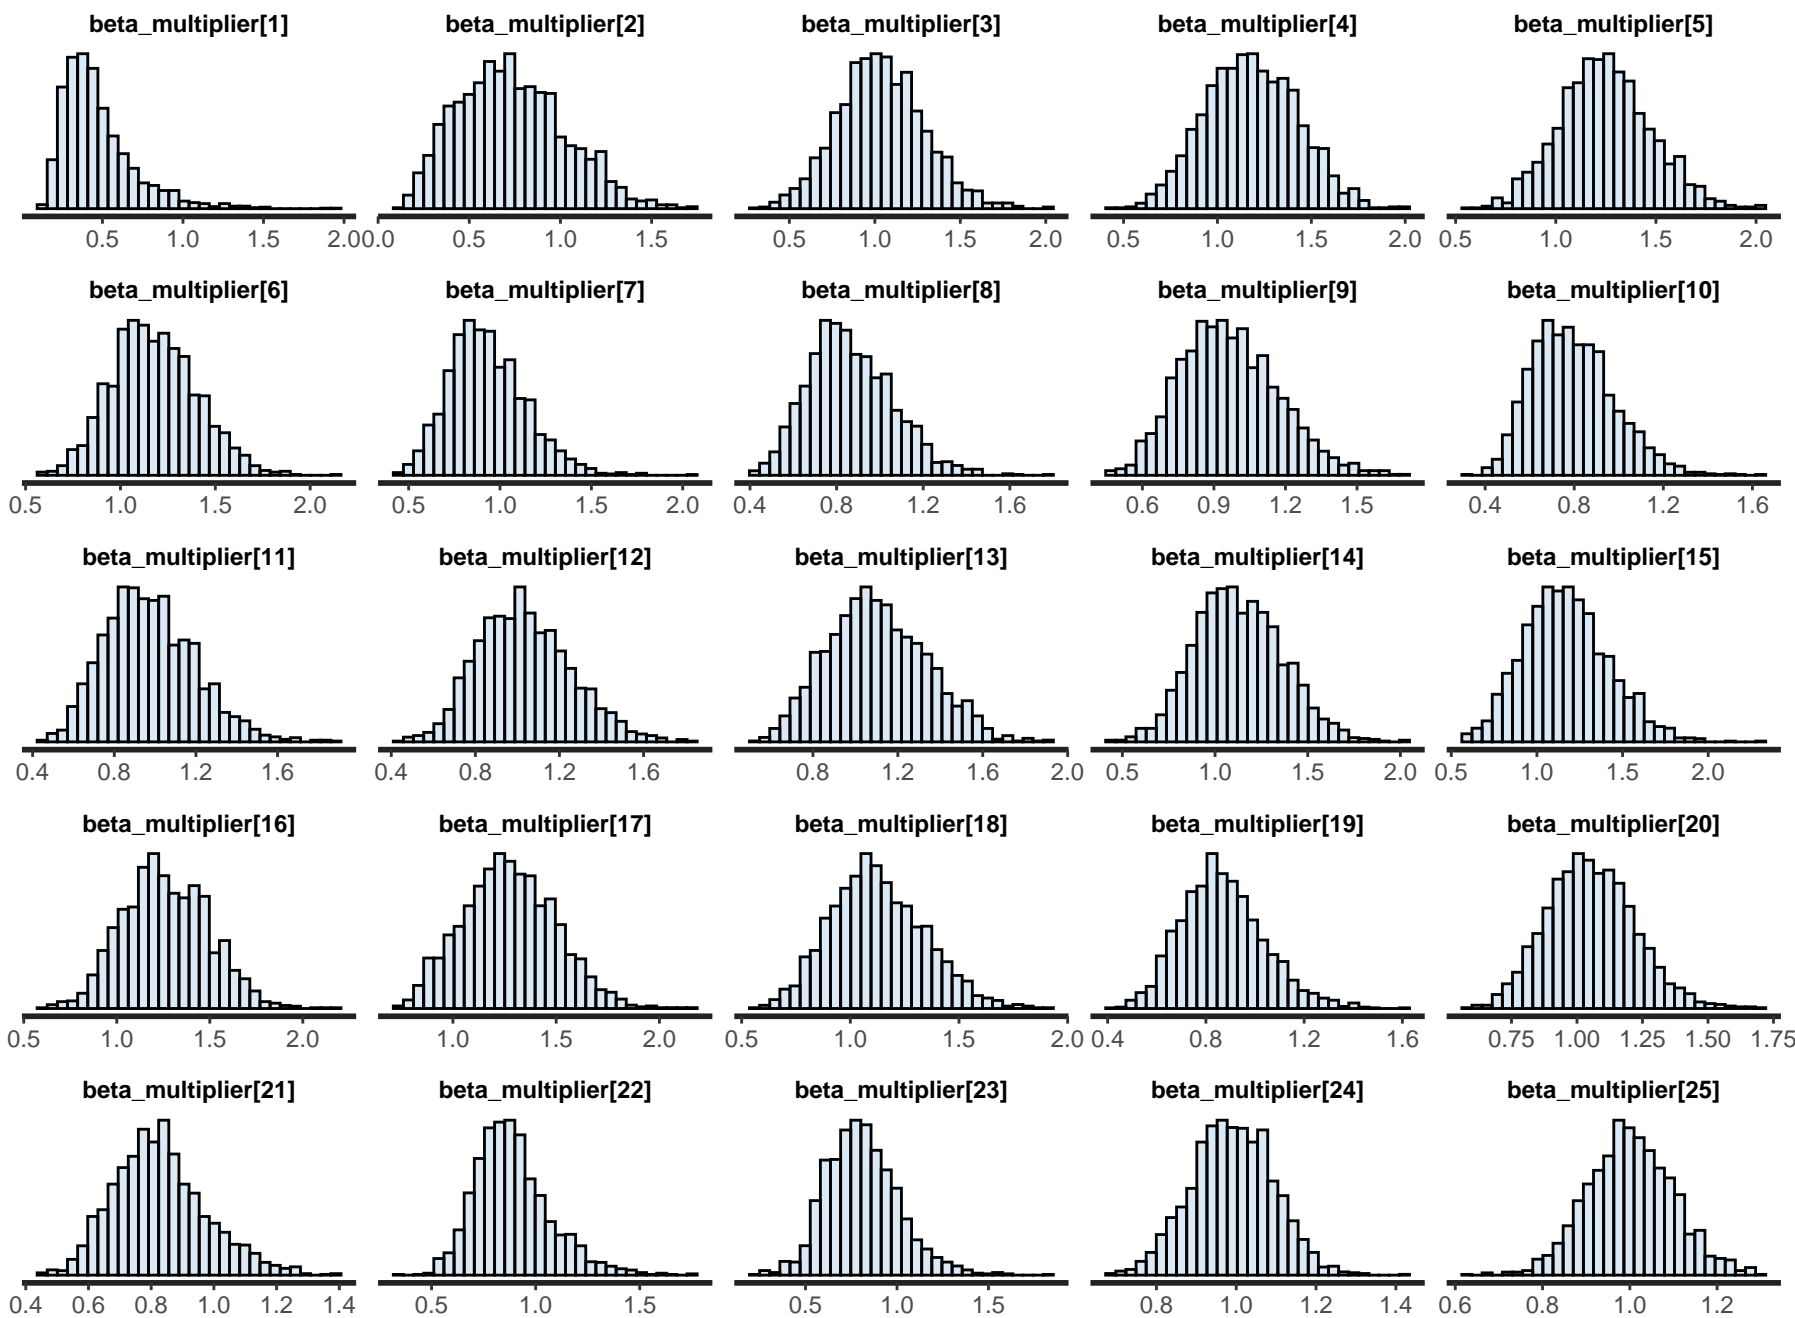 beta_multiplier[1] beta_multiplier[2] beta_multiplier[3] beta_multiplier[4] beta_multiplier[5]
0.5 1.0 1.5 2.0 0.0 0.5 1.0 1.5 0.5 1.0 1.5 2.0 0.5 1.0 1.5 2.0 0.5 1.0 1.5 2.0
beta_multiplier[6] beta_multiplier[7] beta_multiplier[8] beta_multiplier[9] beta_multiplier[10]
0.5 1.0 1.5 2.0 0.5 1.0 1.5 2.0 0.4 0.8 1.2 1.6 0.6 0.9 1.2 1.5 0.4 0.8 1.2 1.6
beta_multiplier[11] beta_multiplier[12] beta_multiplier[13] beta_multiplier[14] beta_multiplier[15]
0.4 0.8 1.2 1.6 0.4 0.8 1.2 1.6 0.8 1.2 1.6 2.0 0.5 1.0 1.5 2.0 0.5 1.0 1.5 2.0
beta_multiplier[16] beta_multiplier[17] beta_multiplier[18] beta_multiplier[19] beta_multiplier[20]
0.5 1.0 1.5 2.0 1.0 1.5 2.0 0.5 1.0 1.5 2.0 0.4 0.8 1.2 1.6 0.75 1.00 1.25 1.50 1.75
beta_multiplier[21] beta_multiplier[22] beta_multiplier[23] beta_multiplier[24] beta_multiplier[25]
0.4 0.6 0.8 1.0 1.2 1.4 0.5 1.0 1.5 0.5 1.0 1.5 0.8 1.0 1.2 1.4 0.6 0.8 1.0 1.2